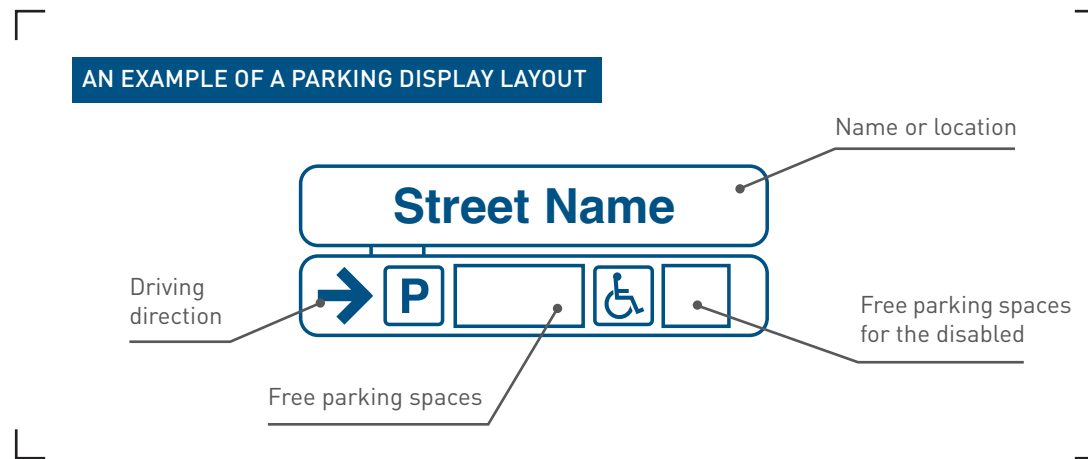 AN EXAMPLE OF A PARKING DISPLAY LAYOUT
Name or location
Street Name
Driving
direction
P
Free parking spaces
for the disabled
Free parking spaces